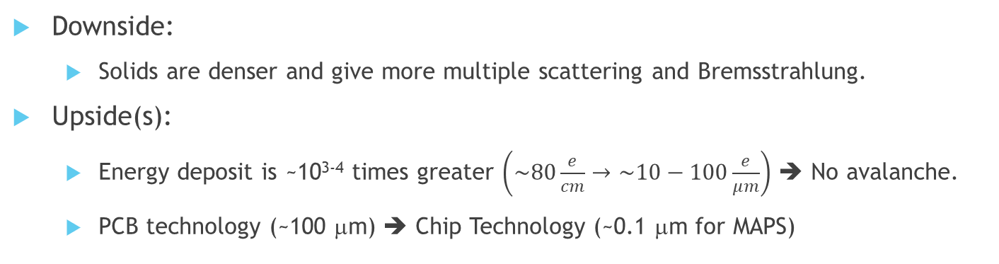 Downside:
Solids are denser and give more multiple scattering and Bremsstrahlung.
Upside(s):
Energy deposit is ~10³⁻⁴ times greater (~80 e/cm → ~10 − 100 e/μm) ➔ No avalanche.
PCB technology (~100 μm) ➔ Chip Technology (~0.1 μm for MAPS)